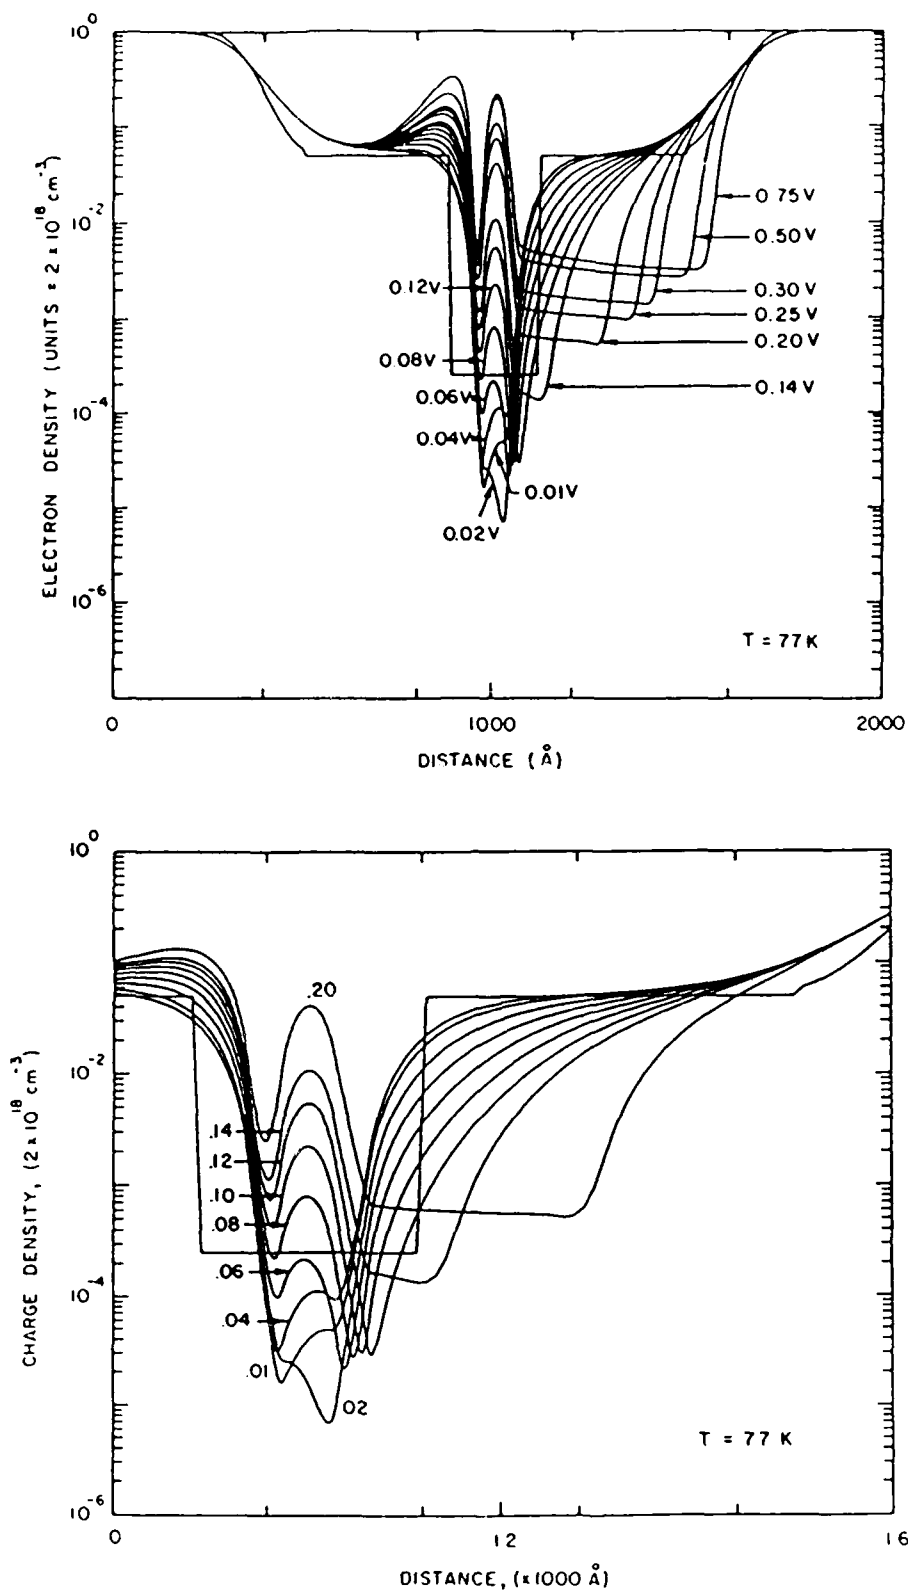 10⁰
10⁻²
10⁻⁴
10⁻⁶
ELECTRON DENSITY (UNITS = 2 x 10¹⁸ cm⁻³)
0.12V
0.08V
0.06V
0.04V
0.02V
0.01V
0.75V
0.50V
0.30V
0.25V
0.20V
0.14V
T = 77K
0
1000
2000
DISTANCE (Å)
10⁰
10⁻²
10⁻⁴
10⁻⁶
CHARGE DENSITY, (2x10¹⁸ cm⁻³)
.20
.14
.12
.10
.08
.06
.04
.01
02
T = 77 K
0
12
16
DISTANCE, (x1000 Å)